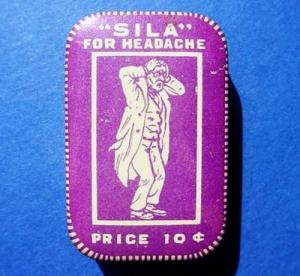 "SILA"
FOR HEADACHE
PRICE 10 ¢